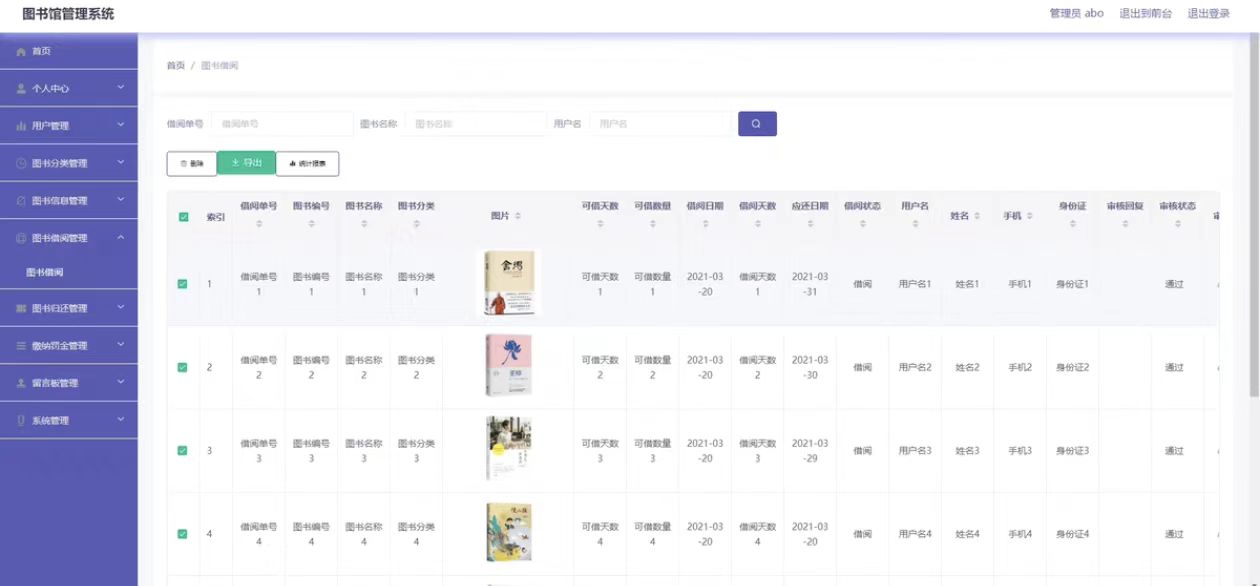 图书馆管理系统
管理员 abo 退出到前台 退出登录
首页
个人中心
用户管理
图书分类管理
图书信息管理
图书借阅管理
图书借阅
图书归还管理
缴纳罚金管理
留言板管理
系统管理
首页 / 图书借阅
借阅单号 借阅单号 图书名称 图书名称 用户名 用户名
删除 导出 统计报表
索引 借阅单号 图书编号 图书名称 图书分类 图片 可借天数 可借数量 借阅日期 借阅天数 应还日期 借阅状态 用户名 姓名 手机 身份证 审核回复 审核状态
1 借阅单号1 图书编号1 图书名称1 图书分类1 舍得 可借天数1 可借数量1 2021-03-20 借阅天数1 2021-03-31 借阅 用户名1 姓名1 手机1 身份证1 通过
2 借阅单号2 图书编号2 图书名称2 图书分类2 可借天数2 可借数量2 2021-03-20 借阅天数2 2021-03-30 借阅 用户名2 姓名2 手机2 身份证2 通过
3 借阅单号3 图书编号3 图书名称3 图书分类3 可借天数3 可借数量3 2021-03-20 借阅天数3 2021-03-29 借阅 用户名3 姓名3 手机3 身份证3 通过
4 借阅单号4 图书编号4 图书名称4 图书分类4 可借天数4 可借数量4 2021-03-20 借阅天数4 2021-03-20 借阅 用户名4 姓名4 手机4 身份证4 通过